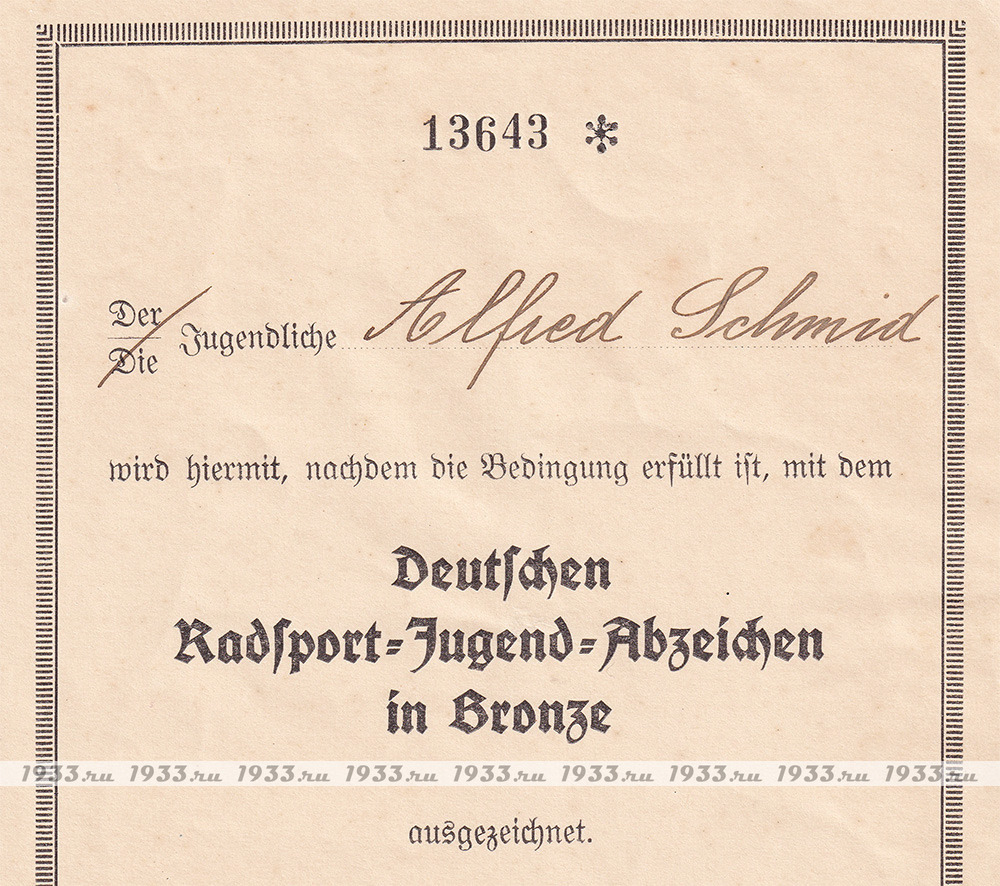 13643 *
Der
Die Jugendliche Alfred Schmid
wird hiermit, nachdem die Bedingung erfüllt ist, mit dem
Deutschen
Radsport-Jugend-Abzeichen
in Bronze
1933.ru 1933.ru 1933.ru 1933.ru 1933.ru 1933.ru 1933.ru 1933.ru 1933.ru
ausgezeichnet.